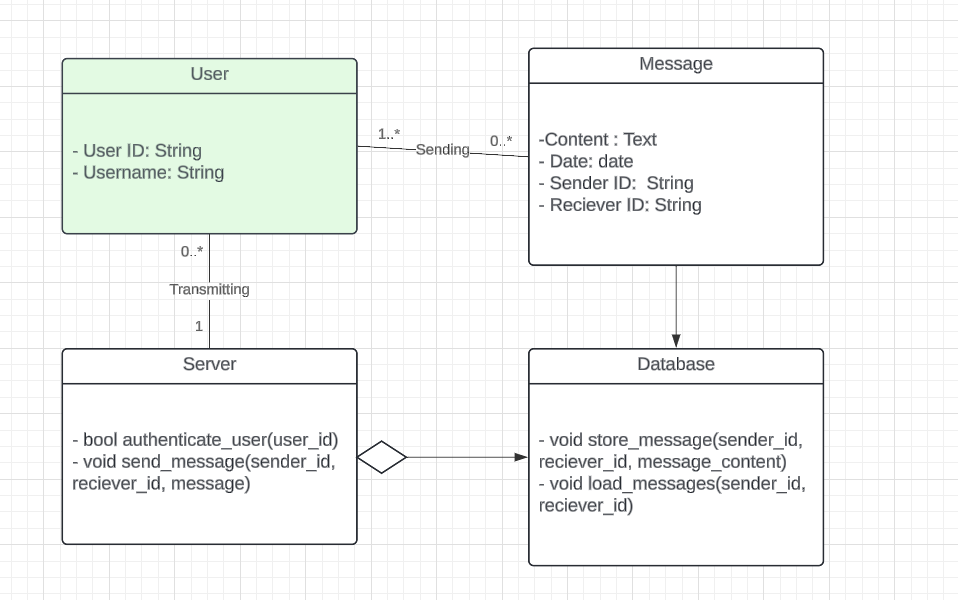 User
- User ID: String
- Username: String
1..*
Sending
0..*
Message
-Content : Text
- Date: date
- Sender ID:  String
- Reciever ID: String
0..*
Transmitting
1
Server
- bool authenticate_user(user_id)
- void send_message(sender_id,
reciever_id, message)
Database
- void store_message(sender_id,
reciever_id, message_content)
- void load_messages(sender_id,
reciever_id)